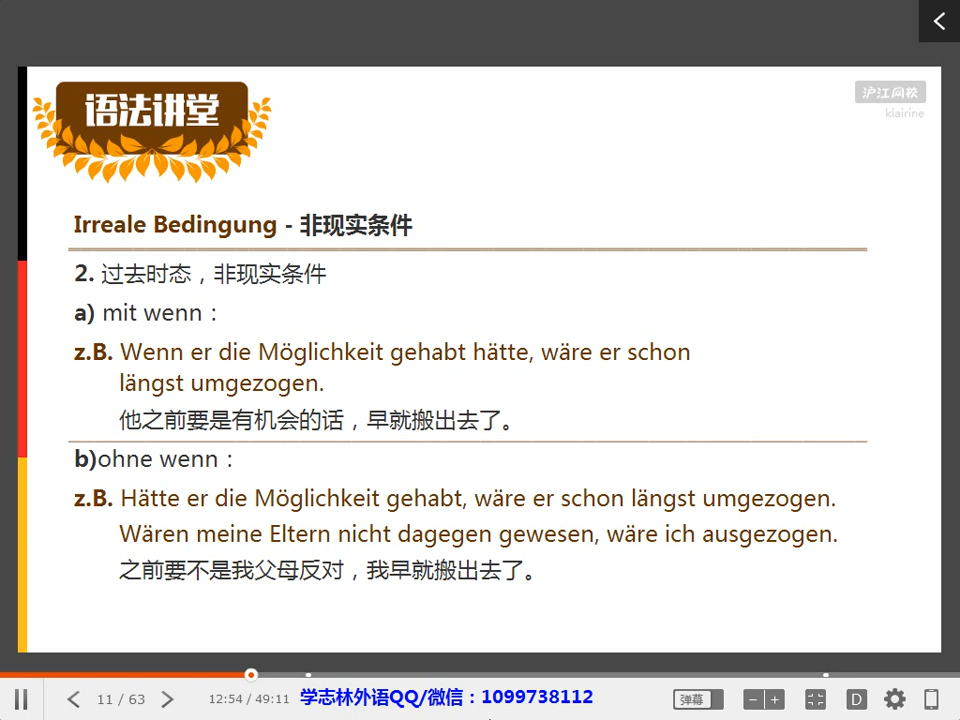 语法讲堂
沪江网校
klairine
Irreale Bedingung - 非现实条件
2. 过去时态，非现实条件
a) mit wenn：
z.B. Wenn er die Möglichkeit gehabt hätte, wäre er schon
längst umgezogen.
他之前要是有机会的话，早就搬出去了。
b)ohne wenn：
z.B. Hätte er die Möglichkeit gehabt, wäre er schon längst umgezogen.
Wären meine Eltern nicht dagegen gewesen, wäre ich ausgezogen.
之前要不是我父母反对，我早就搬出去了。
11 / 63
12:54 / 49:11
学志林外语QQ/微信：1099738112
弹幕
D